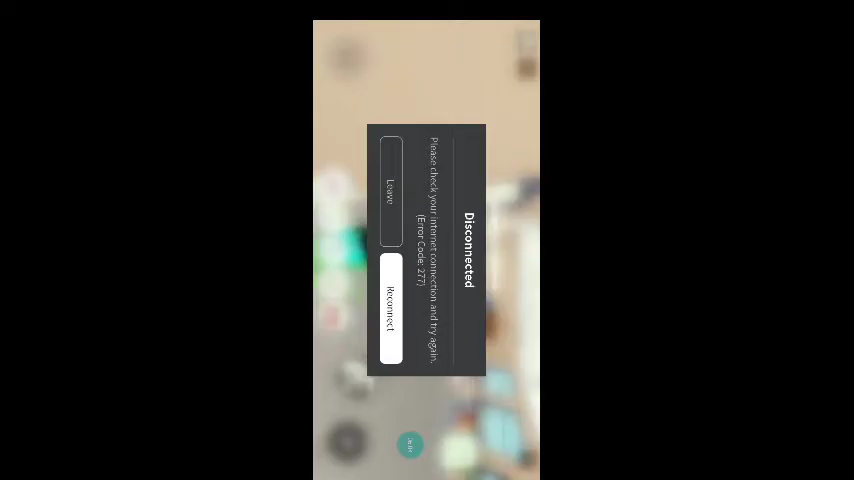 Disconnected
Please check your internet connection and try again.
(Error Code: 277)
Leave
Reconnect